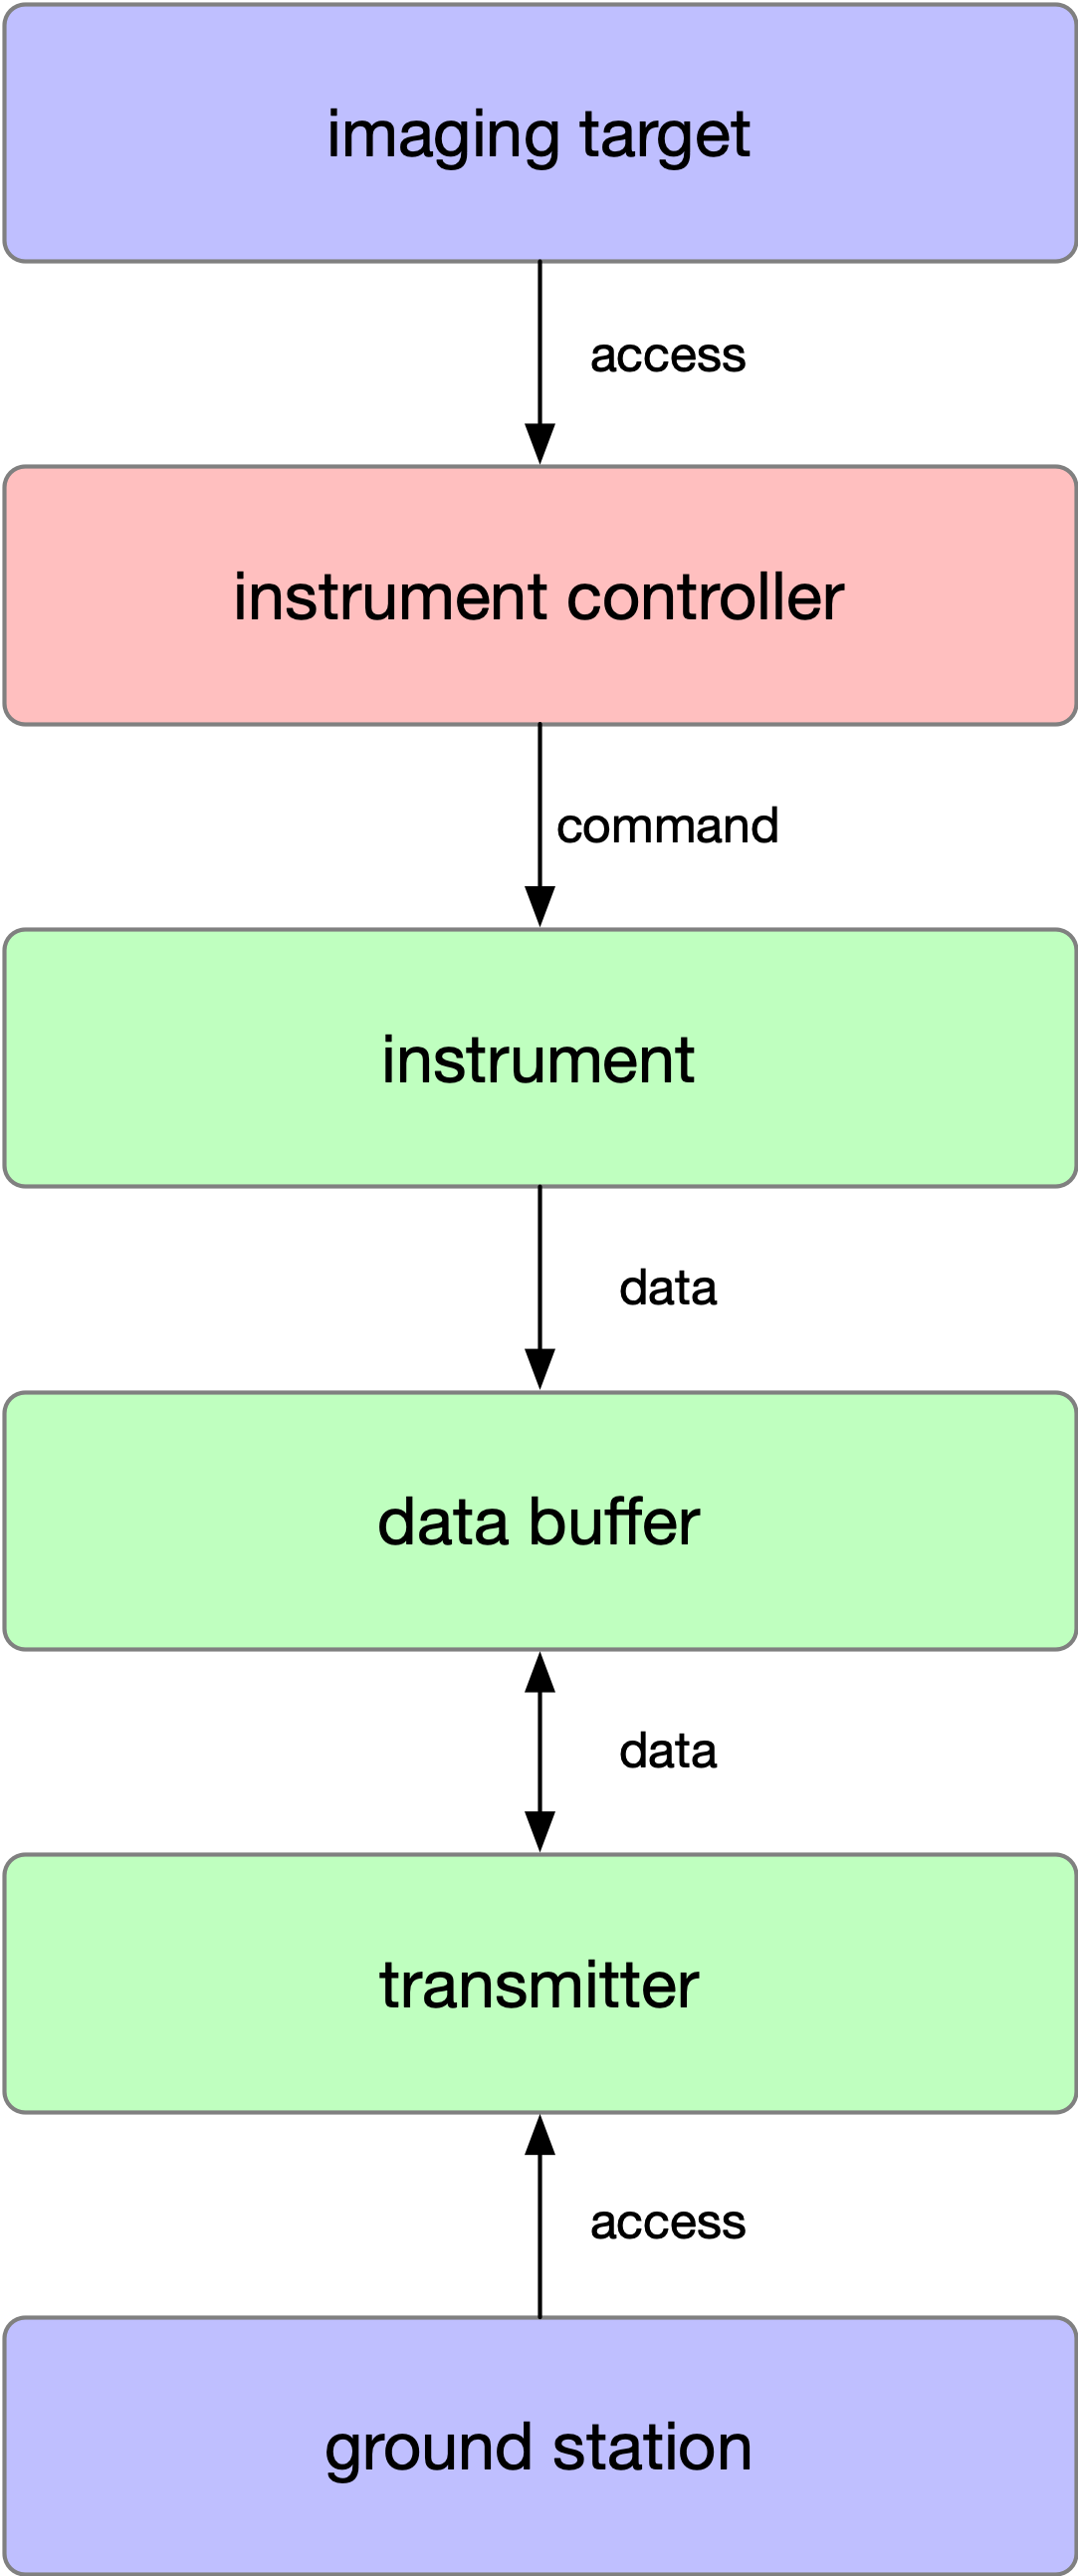 imaging target
access
instrument controller
command
instrument
data
data buffer
data
transmitter
access
ground station